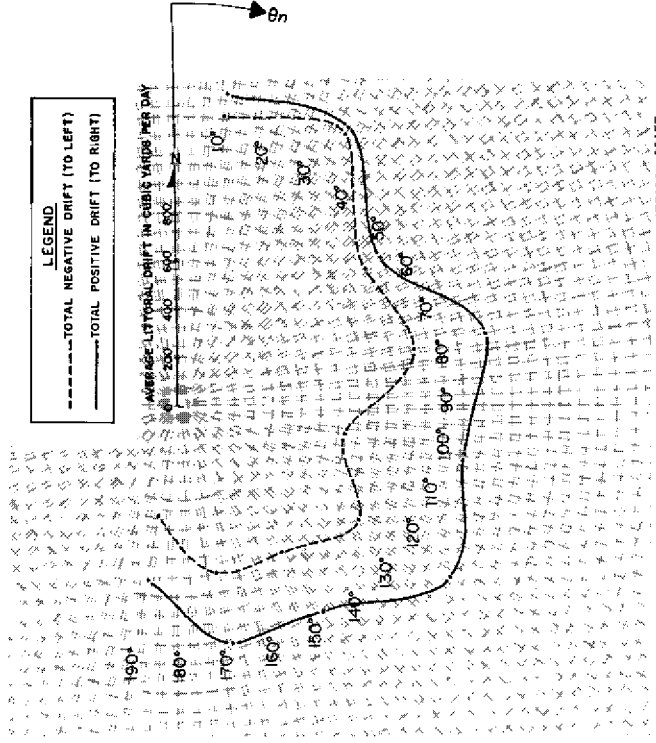 θn
LEGEND
TOTAL NEGATIVE DRIFT (TO LEFT)
TOTAL POSITIVE DRIFT (TO RIGHT)
AVERAGE LITTORAL DRIFT IN CUBIC YARDS PER DAY
N
0 200 400 600 800
10°
20°
30°
40°
50°
60°
70°
80°
90°
100°
110°
120°
130°
140°
150°
160°
170°
180°
190°